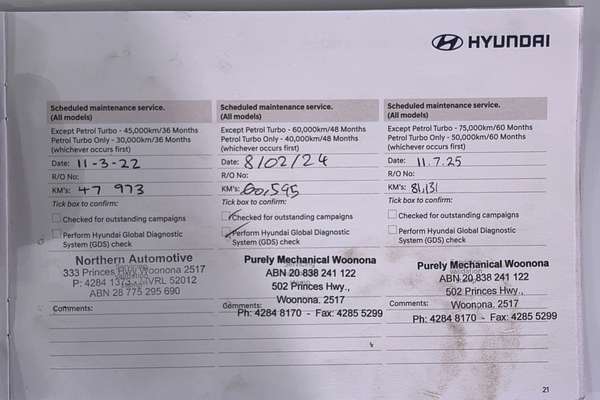 HYUNDAI
Scheduled maintenance service.
(All models)
Except Petrol Turbo - 45,000km/36 Months
Petrol Turbo Only - 30,000km/36 Months
(whichever occurs first)
Date: 11-3-22
R/O No:
KM's: 47 973
Tick box to confirm:
Checked for outstanding campaigns
Perform Hyundai Global Diagnostic
System (GDS) check
Northern Automotive
333 Princes Hwy Woonona 2517
P: 4284 1373 MVRL 52012
ABN 28 775 295 690
Comments:
Scheduled maintenance service.
(All models)
Except Petrol Turbo - 60,000km/48 Months
Petrol Turbo Only - 40,000km/48 Months
(whichever occurs first)
Date: 8/02/24
R/O No:
KM's: 60,595
Tick box to confirm:
Checked for outstanding campaigns
Perform Hyundai Global Diagnostic
System (GDS) check
Purely Mechanical Woonona
ABN 20 838 241 122
502 Princes Hwy.,
Woonona. 2517
Comments:
Ph: 4284 8170 - Fax: 4285 5299
Scheduled maintenance service.
(All models)
Except Petrol Turbo - 75,000km/60 Months
Petrol Turbo Only - 50,000km/60 Months
(whichever occurs first)
Date: 11.7.25
R/O No:
KM's: 81,131
Tick box to confirm:
Checked for outstanding campaigns
Perform Hyundai Global Diagnostic
System (GDS) check
Purely Mechanical Woonona
ABN 20 838 241 122
502 Princes Hwy.,
Comments: Woonona. 2517
Ph: 4284 8170 - Fax: 4285 5299
21